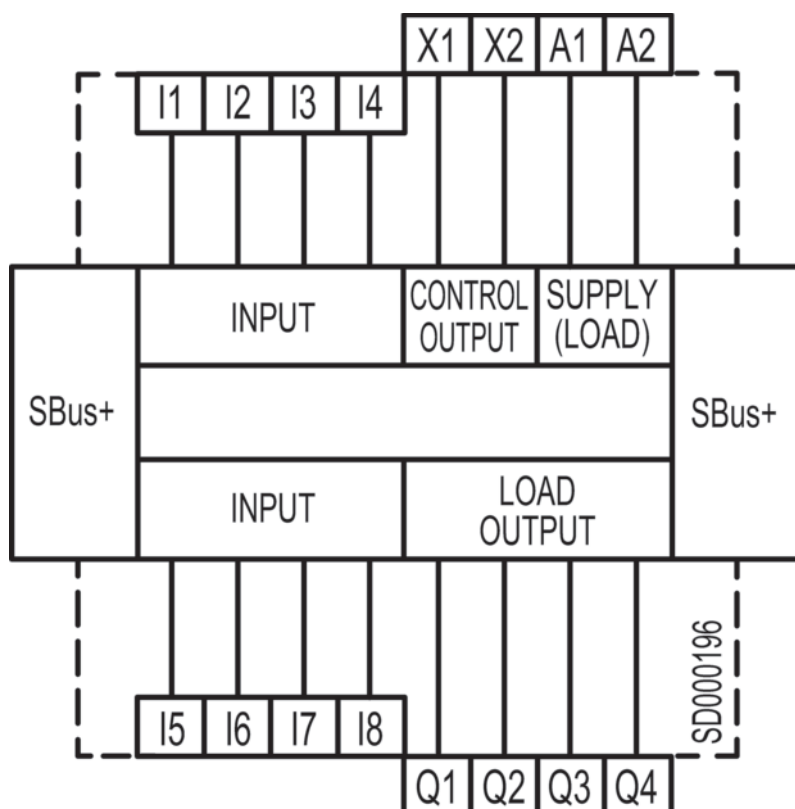 X1 X2 A1 A2
I1 I2 I3 I4
INPUT
CONTROL
OUTPUT
SUPPLY
(LOAD)
SBus+
SBus+
INPUT
LOAD
OUTPUT
I5 I6 I7 I8
Q1 Q2 Q3 Q4
SD000196